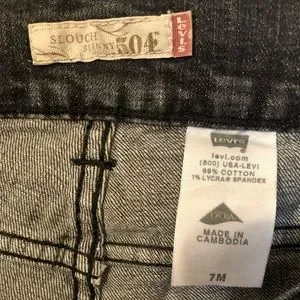 SLOUCH
SKINNY
504
LEVI'S
LEVI'S
levi.com
(800) USA-LEVI
99% COTTON
1% LYCRA® SPANDEX
LYCRA
MADE IN
CAMBODIA
7M